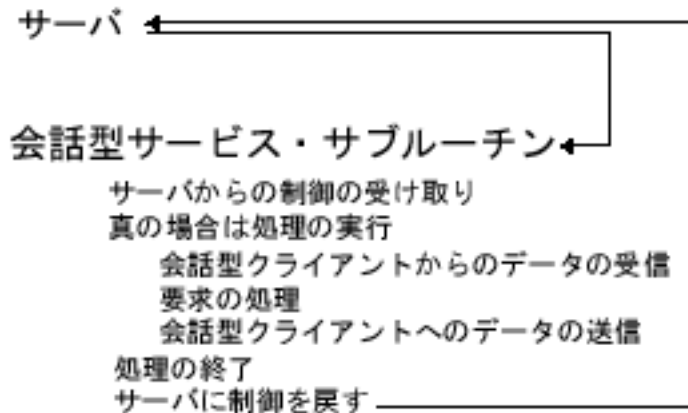 サーバ
会話型サービス・サブルーチン
サーバからの制御の受け取り
真の場合は処理の実行
会話型クライアントからのデータの受信
要求の処理
会話型クライアントへのデータの送信
処理の終了
サーバに制御を戻す